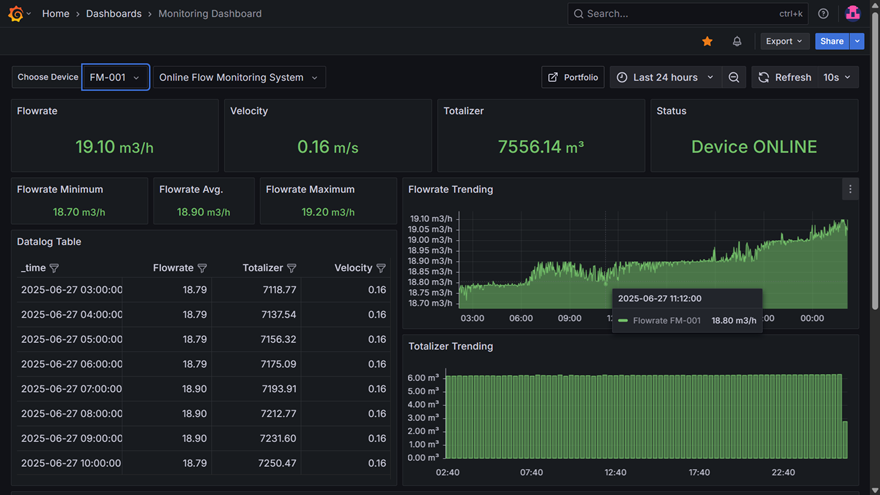 Home › Dashboards › Monitoring Dashboard
Search... ctrl+k
Export Share
Choose Device FM-001 Online Flow Monitoring System Portfolio Last 24 hours Refresh 10s
Flowrate
19.10 m3/h
Velocity
0.16 m/s
Totalizer
7556.14 m³
Status
Device ONLINE
Flowrate Minimum
18.70 m3/h
Flowrate Avg.
18.90 m3/h
Flowrate Maximum
19.20 m3/h
Datalog Table
_time Flowrate Totalizer Velocity
2025-06-27 03:00:00 18.79 7118.77 0.16
2025-06-27 04:00:00 18.79 7137.54 0.16
2025-06-27 05:00:00 18.79 7156.32 0.16
2025-06-27 06:00:00 18.79 7175.09 0.16
2025-06-27 07:00:00 18.90 7193.91 0.16
2025-06-27 08:00:00 18.90 7212.77 0.16
2025-06-27 09:00:00 18.90 7231.60 0.16
2025-06-27 10:00:00 18.79 7250.47 0.16
Flowrate Trending
19.10 m3/h
19.05 m3/h
19.00 m3/h
18.95 m3/h
18.90 m3/h
18.85 m3/h
18.80 m3/h
18.75 m3/h
18.70 m3/h
03:00 06:00 09:00 00:00
2025-06-27 11:12:00
Flowrate FM-001 18.80 m3/h
Totalizer Trending
6.00 m³
5.00 m³
4.00 m³
3.00 m³
2.00 m³
1.00 m³
0.00 m³
02:40 07:40 12:40 17:40 22:40